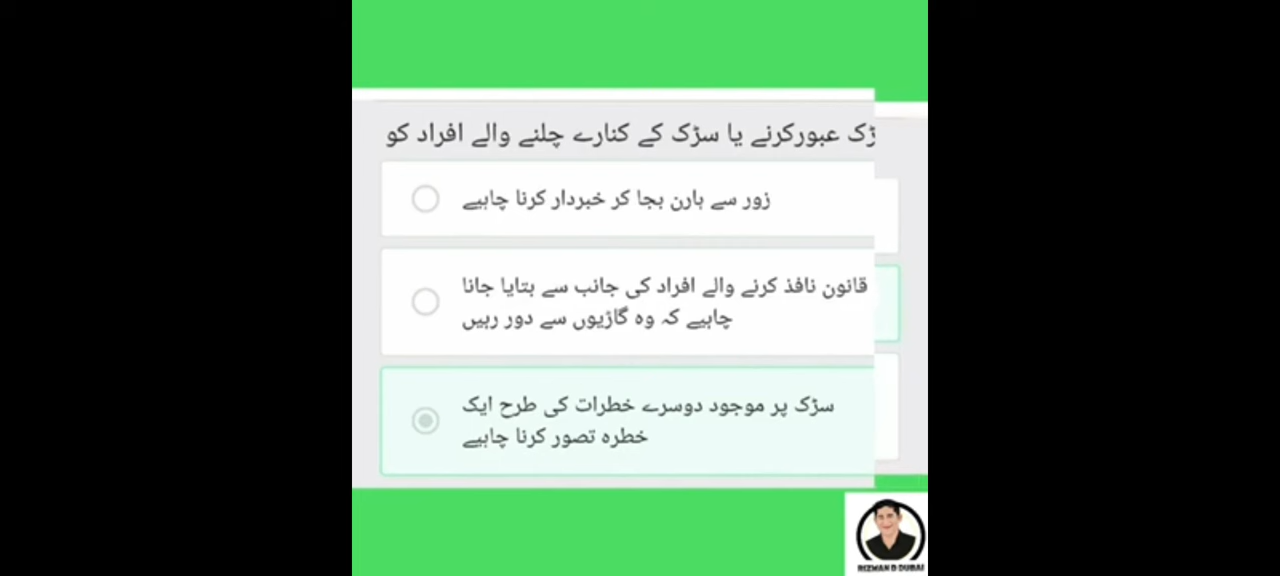 عبورکرنے یا سڑک کے کنارے چلنے والے افراد کو
زور سے ہارن بجا کر خبردار کرنا چاہیے
قانون نافذ کرنے والے افراد کی جانب سے بتایا جانا
چاہیے کہ وہ گاڑیوں سے دور رہیں
سڑک پر موجود دوسرے خطرات کی طرح ایک
خطرہ تصور کرنا چاہیے
RIZWAN D DUBAI